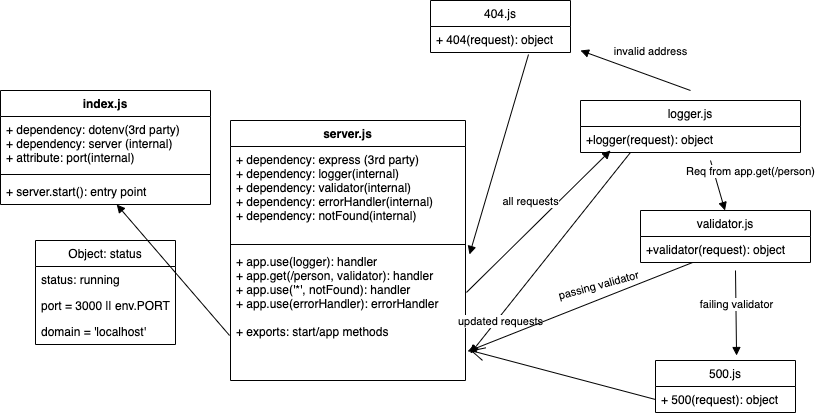 404.js
+ 404(request): object
invalid address
index.js
+ dependency: dotenv(3rd party)
+ dependency: server (internal)
+ attribute: port(internal)
+ server.start(): entry point
server.js
+ dependency: express (3rd party)
+ dependency: logger(internal)
+ dependency: validator(internal)
+ dependency: errorHandler(internal)
+ dependency: notFound(internal)
+ app.use(logger): handler
+ app.get(/person, validator): handler
+ app.use('*', notFound): handler
+ app.use(errorHandler): errorHandler
+ exports: start/app methods
logger.js
+logger(request): object
Req from app.get(/person)
all requests
validator.js
+validator(request): object
Object: status
status: running
port = 3000 || env.PORT
domain = 'localhost'
passing validator
failing validator
updated requests
500.js
+ 500(request): object